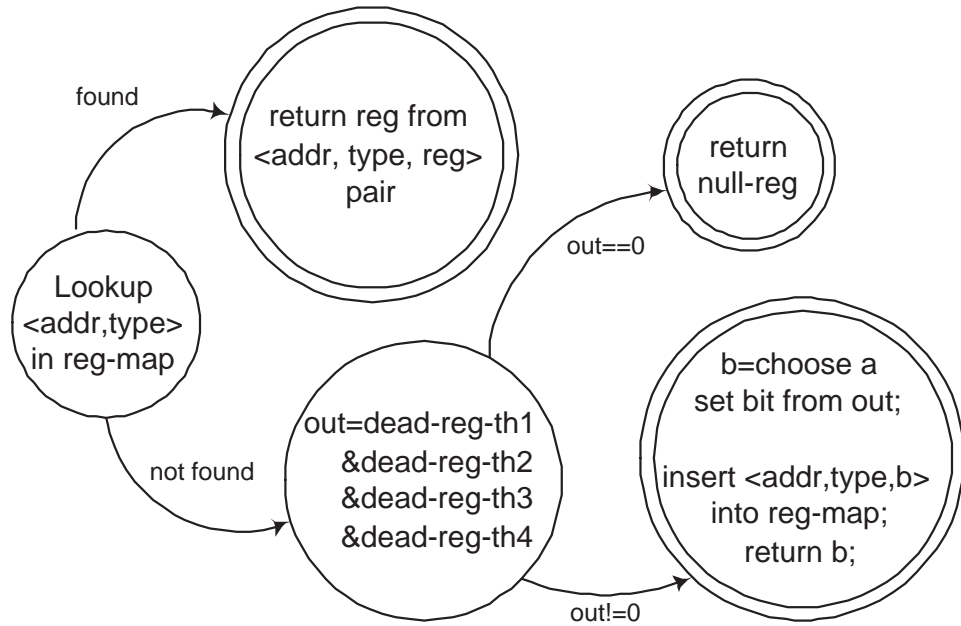 found
return reg from
<addr, type, reg>
pair
return
null-reg
out==0
Lookup
<addr,type>
in reg-map
b=choose a
set bit from out;
insert <addr,type,b>
into reg-map;
return b;
out=dead-reg-th1
&dead-reg-th2
&dead-reg-th3
&dead-reg-th4
not found
out!=0